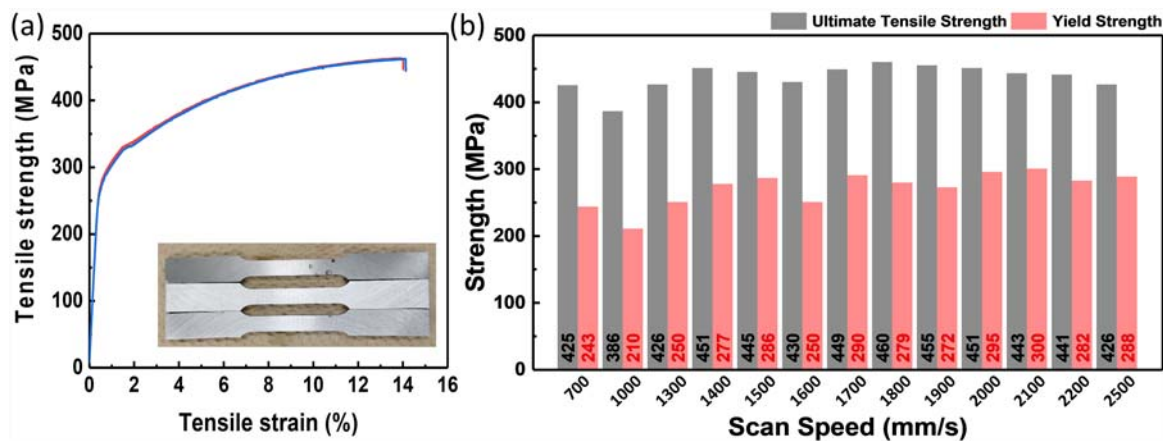 (a)
500
400
300
200
100
0
Tensile strength (MPa)
0 2 4 6 8 10 12 14 16
Tensile strain (%)
(b)
Ultimate Tensile Strength Yield Strength
500
400
300
200
100
0
Strength (MPa)
425 243 386 210 426 250 451 277 445 286 430 250 449 290 460 279 455 272 451 295 443 300 441 282 426 288
700 1000 1300 1400 1500 1600 1700 1800 1900 2000 2100 2200 2500
Scan Speed (mm/s)